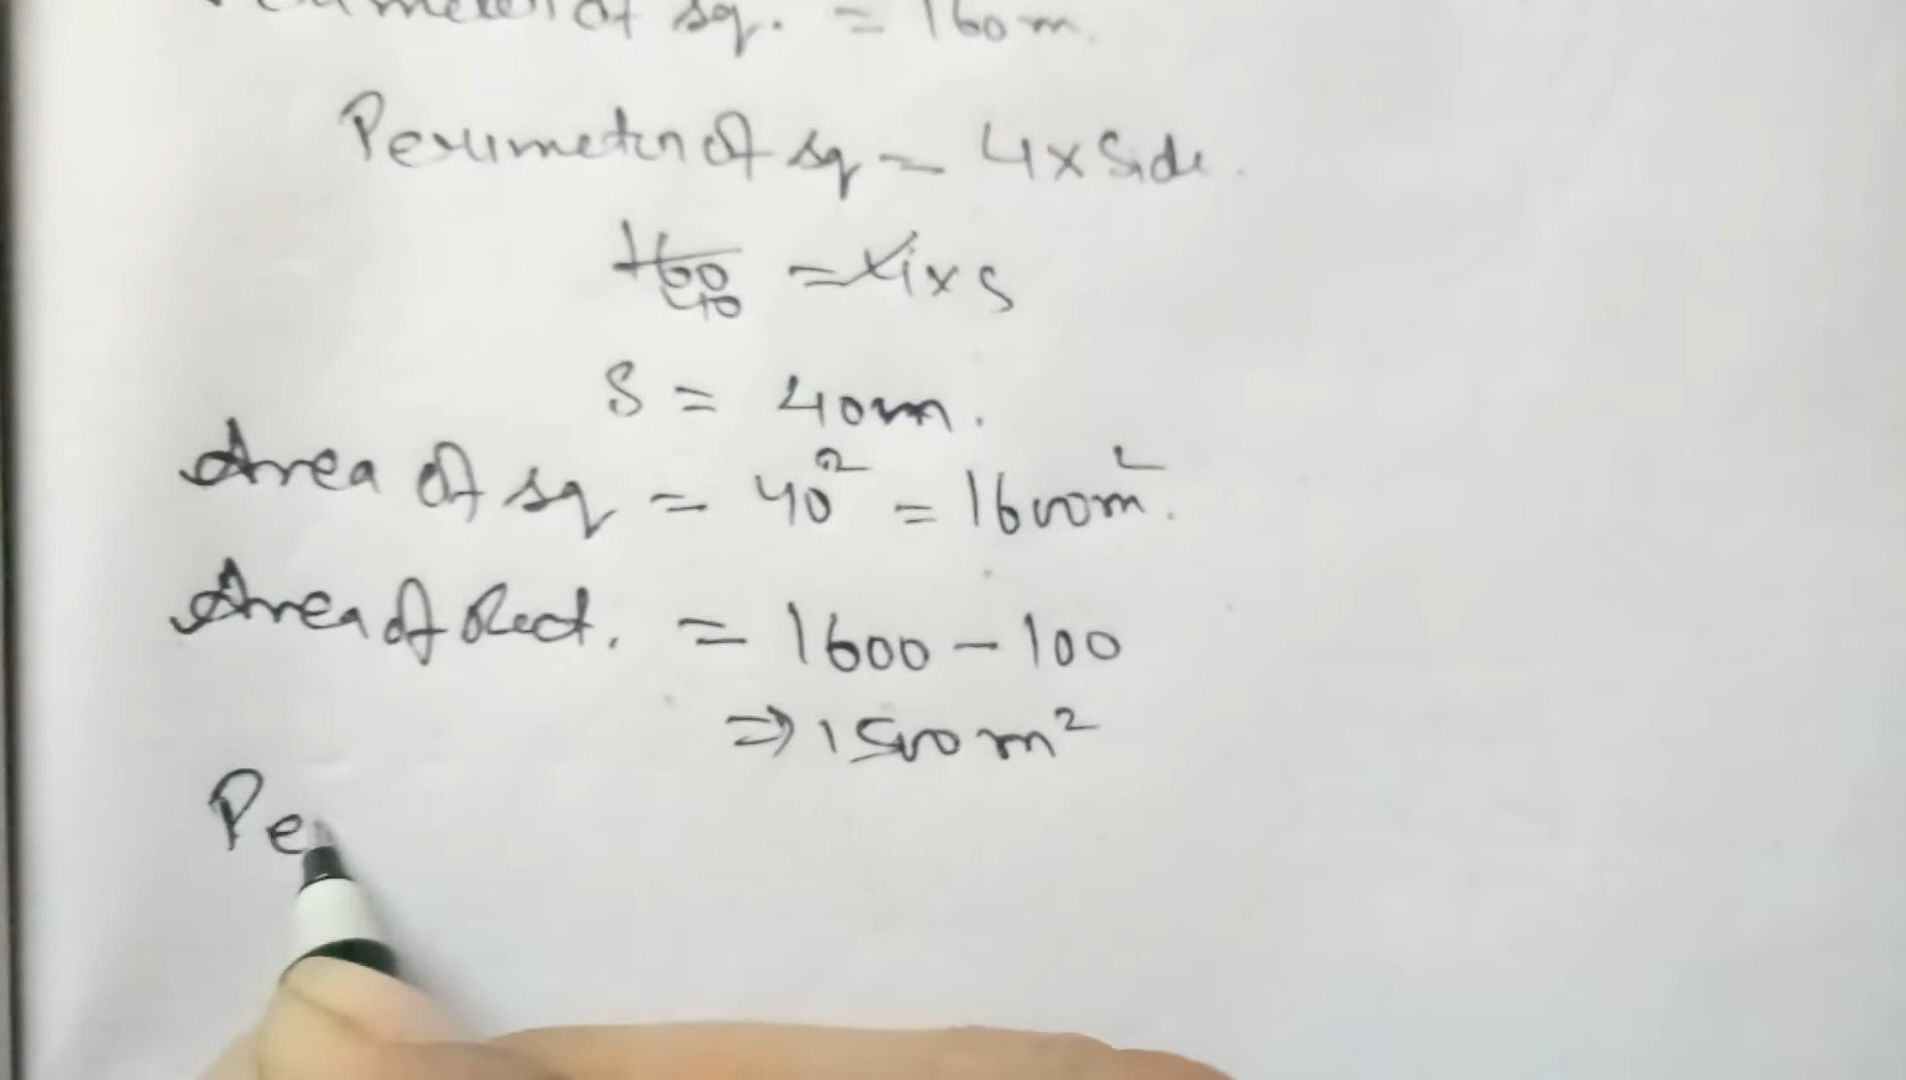 Perimeter of sq. = 160m.
Perimeter of sq = 4 x Side.
160 = 4 x s
40
S = 40m.
Area of sq = 40² = 1600m².
Area of Rect. = 1600 - 100
⇒ 1500 m²
Pe